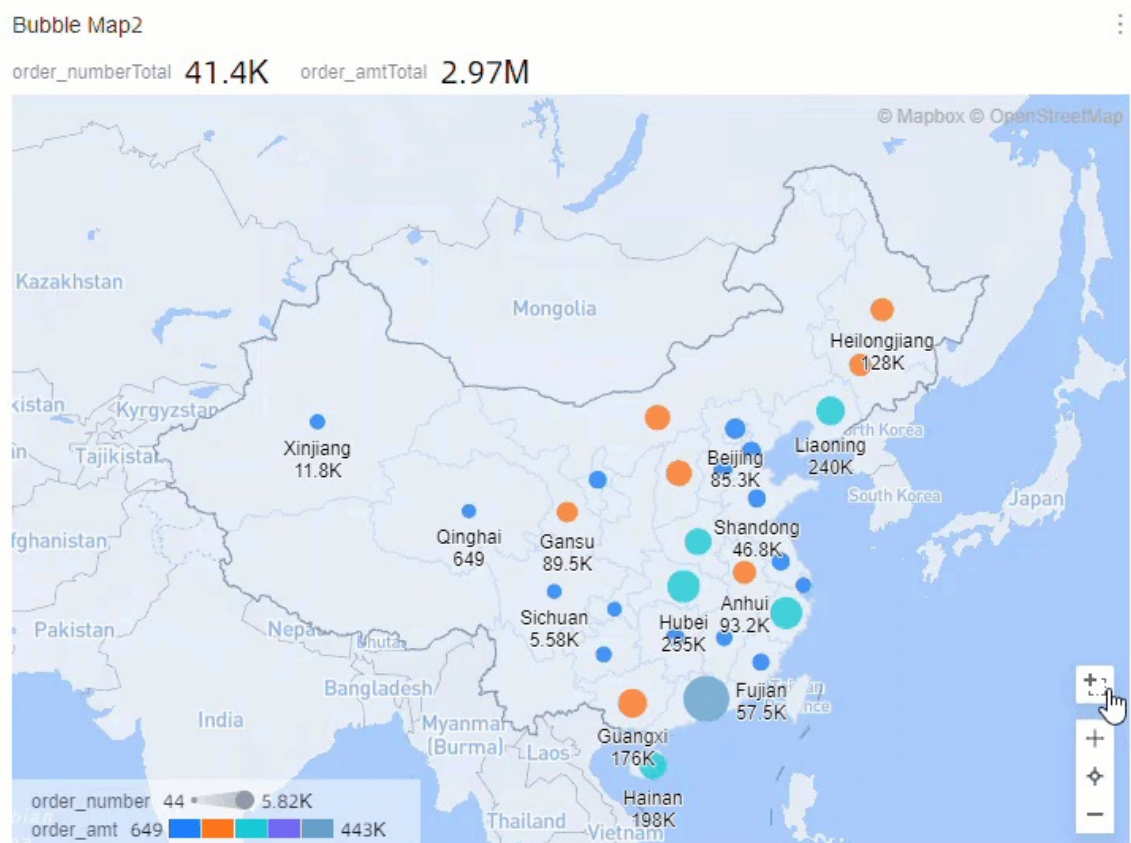 Bubble Map2
order_numberTotal 41.4K order_amtTotal 2.97M
© Mapbox © OpenStreetMap
Kazakhstan
Mongolia
Heilongjiang
128K
kistan
Kyrgyzstan
Xinjiang
11.8K
Tajikistan
Beijing
85.3K
Liaoning
240K
rth Korea
South Korea
Japan
fghanistan
Qinghai
649
Gansu
89.5K
Shandong
46.8K
Sichuan
5.58K
Hubei
255K
Anhui
93.2K
Pakistan
Nepal
Bhutan
Bangladesh
India
Myanmar
(Burma)
Laos
Fujian
57.5K
Guangxi
176K
Hainan
198K
Thailand
Vietnam
order_number 44 5.82K
order_amt 649 443K